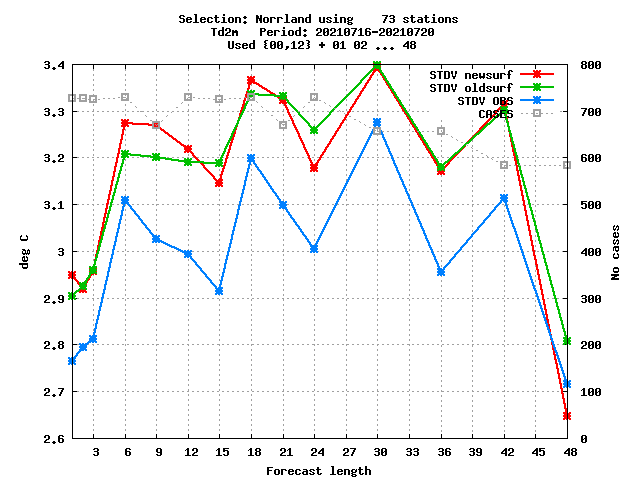 Selection: Norrland using    73 stations
Td2m   Period: 20210716-20210720
Used {00,12} + 01 02 ... 48
STDV newsurf
STDV oldsurf
STDV OBS
CASES
3.4
3.3
3.2
3.1
3
2.9
2.8
2.7
2.6
deg C
800
700
600
500
400
300
200
100
0
No cases
3 6 9 12 15 18 21 24 27 30 33 36 39 42 45 48
Forecast length